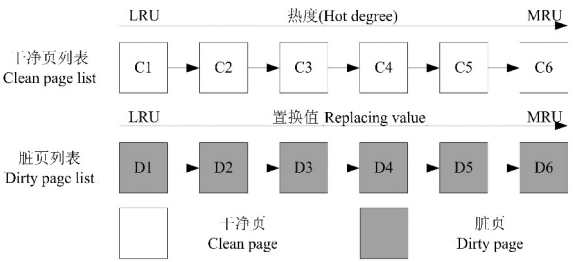 LRU 热度(Hot degree) MRU
干净页列表
Clean page list
C1 C2 C3 C4 C5 C6
LRU 置换值 Replacing value MRU
脏页列表
Dirty page list
D1 D2 D3 D4 D5 D6
干净页
Clean page
脏页
Dirty page